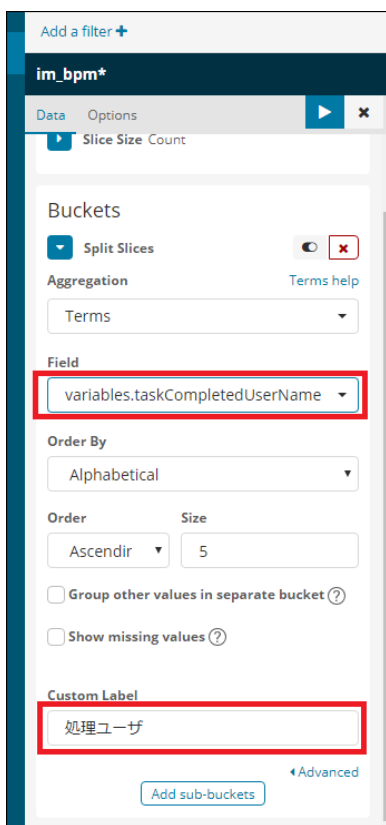 Add a filter +
im_bpm*
Data Options
Slice Size Count
Buckets
Split Slices
Aggregation Terms help
Terms
Field
variables.taskCompletedUserName
Order By
Alphabetical
Order Size
Ascendir 5
Group other values in separate bucket ?
Show missing values ?
Custom Label
処理ユーザ
Advanced
Add sub-buckets